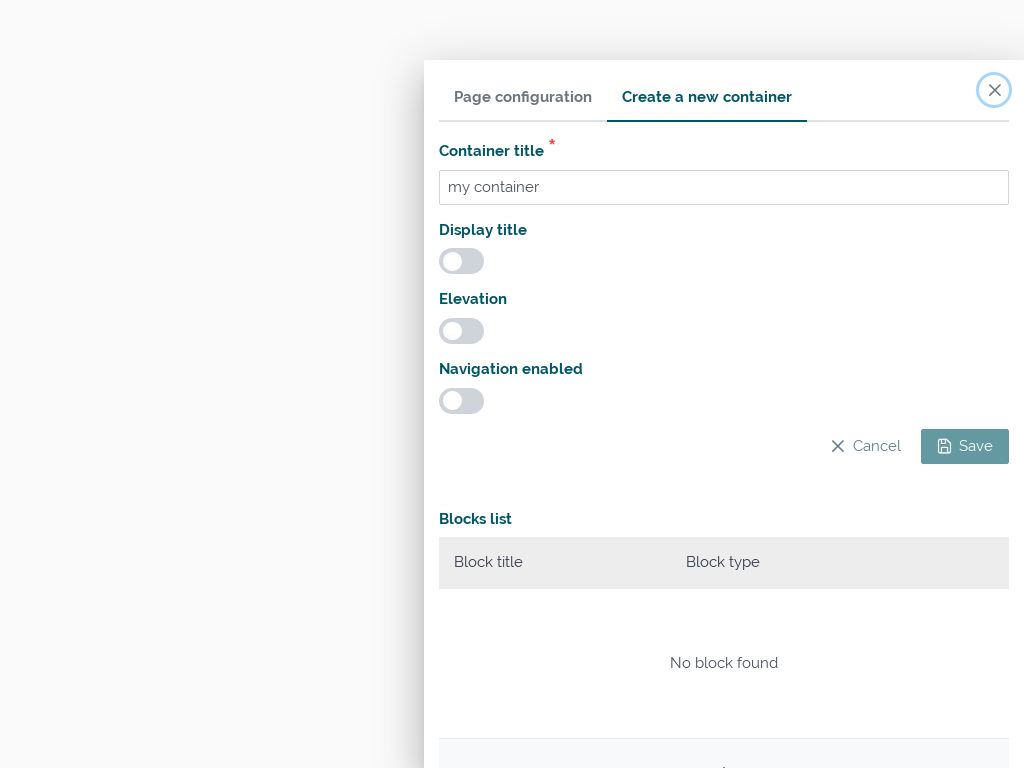 Page configuration
Create a new container
Container title *
my container
Display title
Elevation
Navigation enabled
Cancel
Save
Blocks list
Block title
Block type
No block found